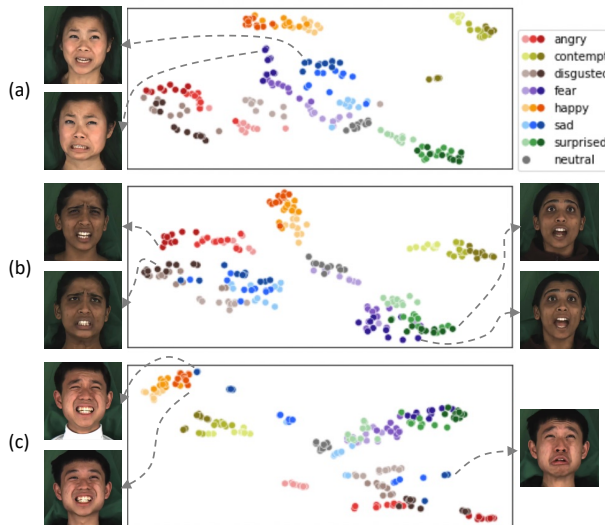 (a)
angry
contempt
disgusted
fear
happy
sad
surprised
neutral
(b)
(c)